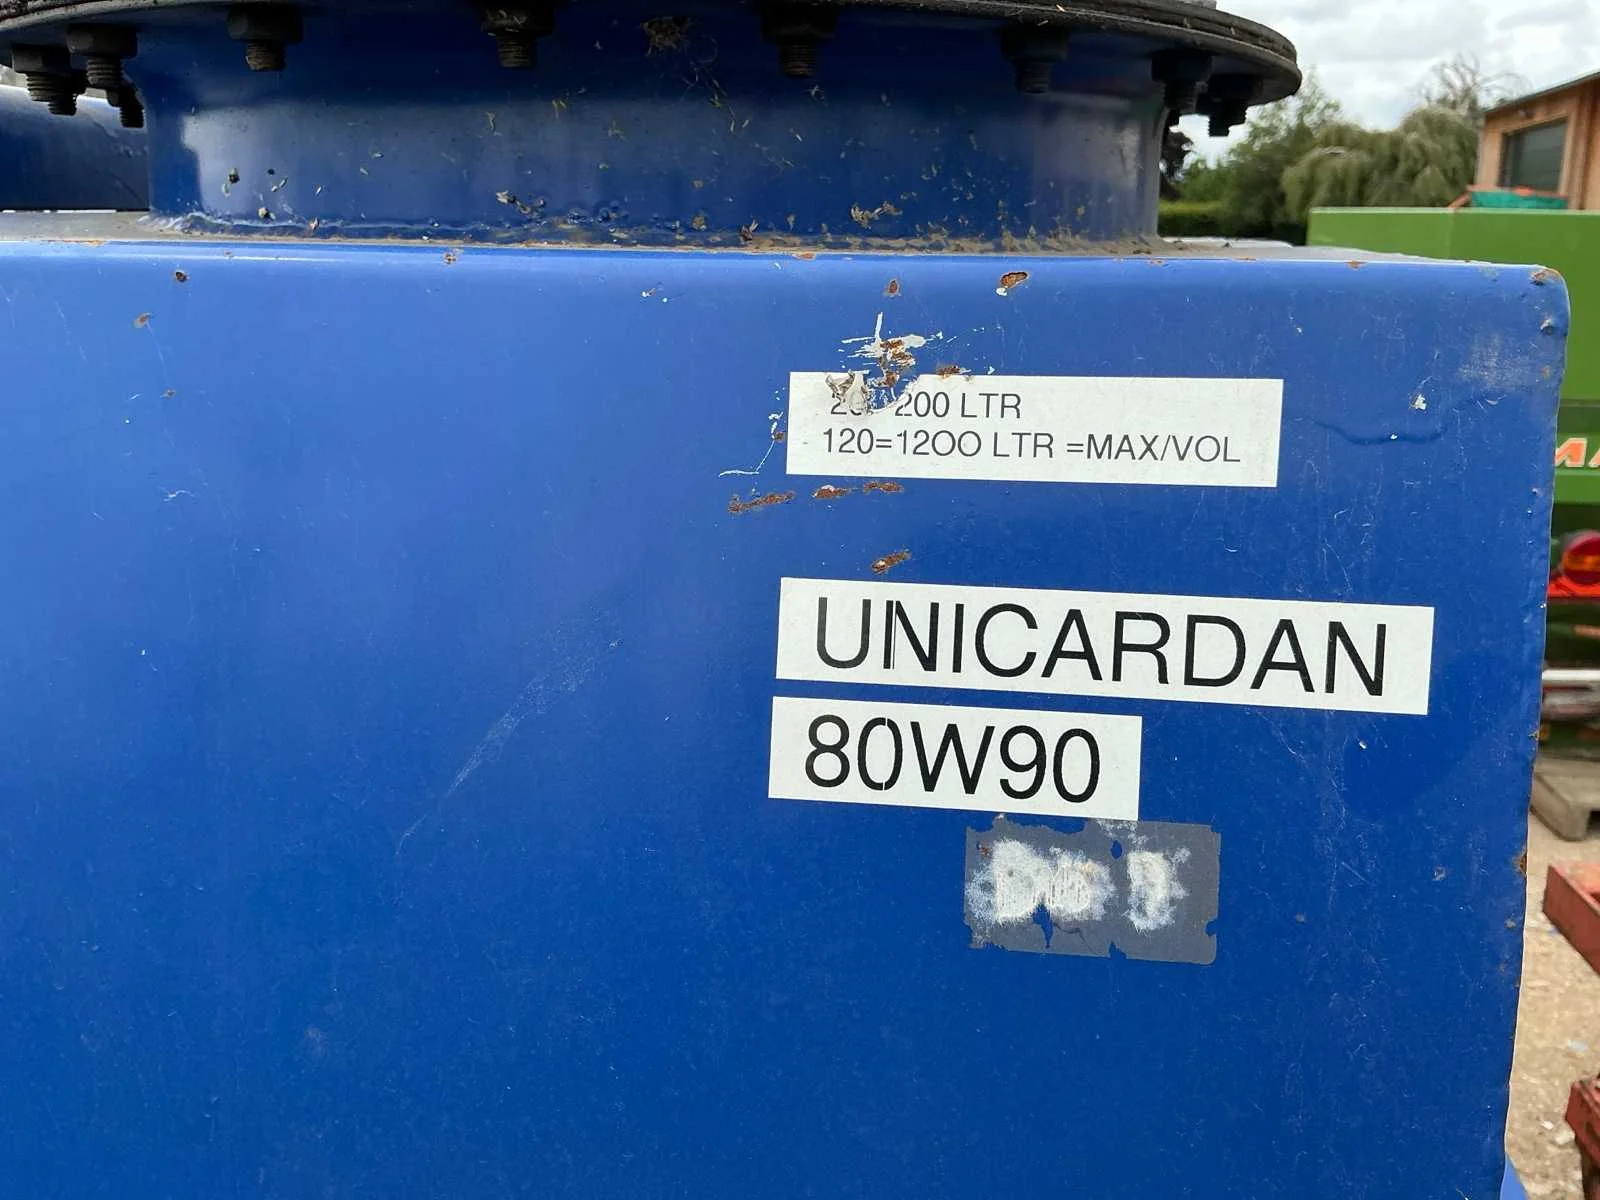 200 LTR
120=1200 LTR =MAX/VOL
UNICARDAN
80W90